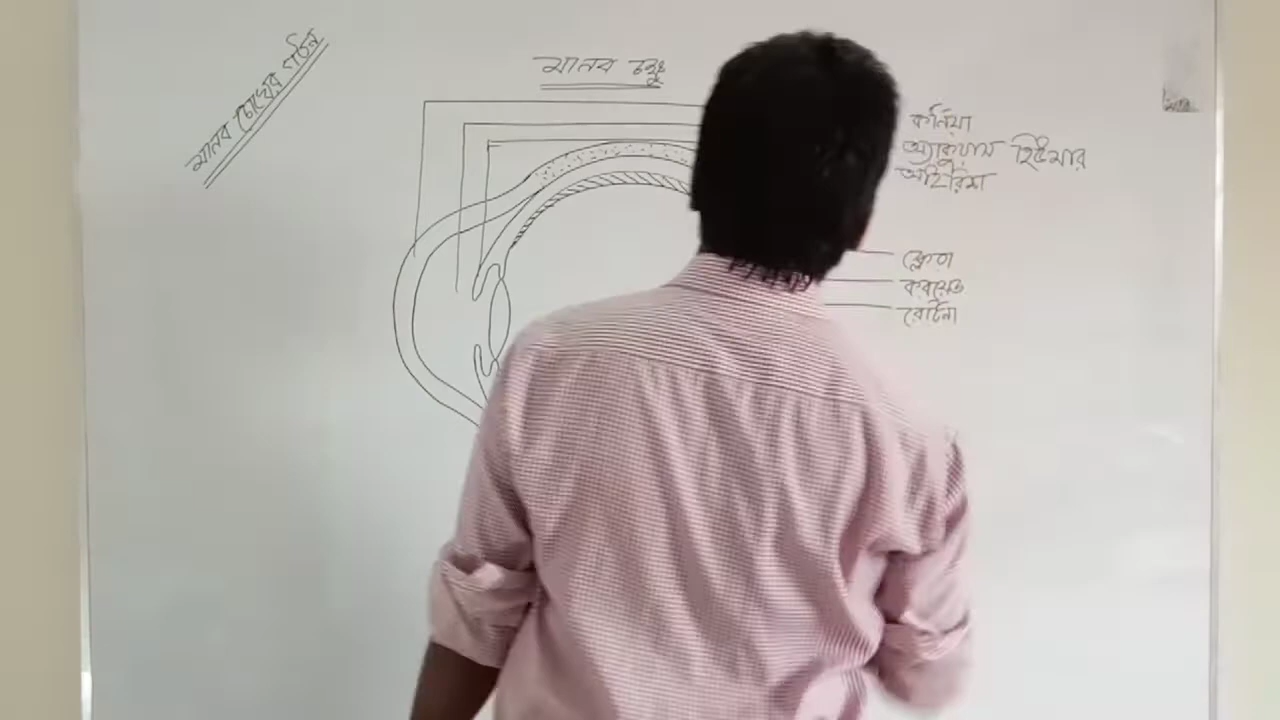 মানব চোখের গঠন
মানব চক্ষু
কর্নিয়া
অ্যাকুয়াস হিউমার
আইরিশ
স্ক্লেরা
করয়েড
রেটিনা